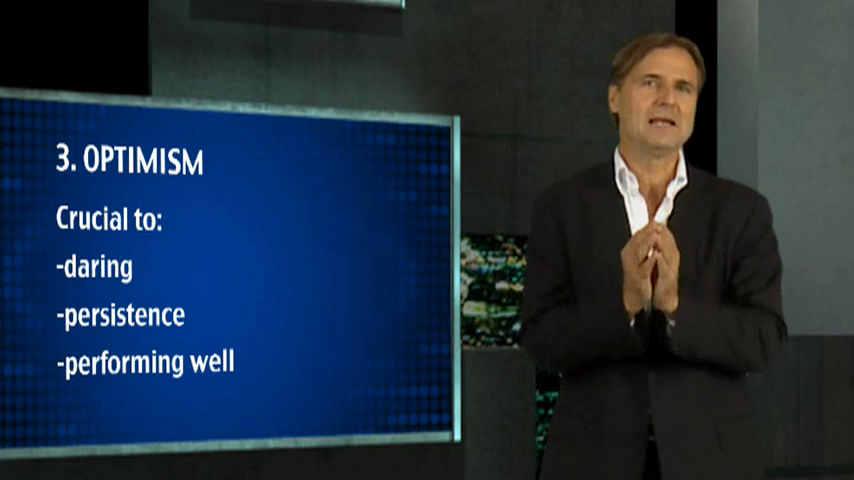 3. OPTIMISM
Crucial to:
-daring
-persistence
-performing well